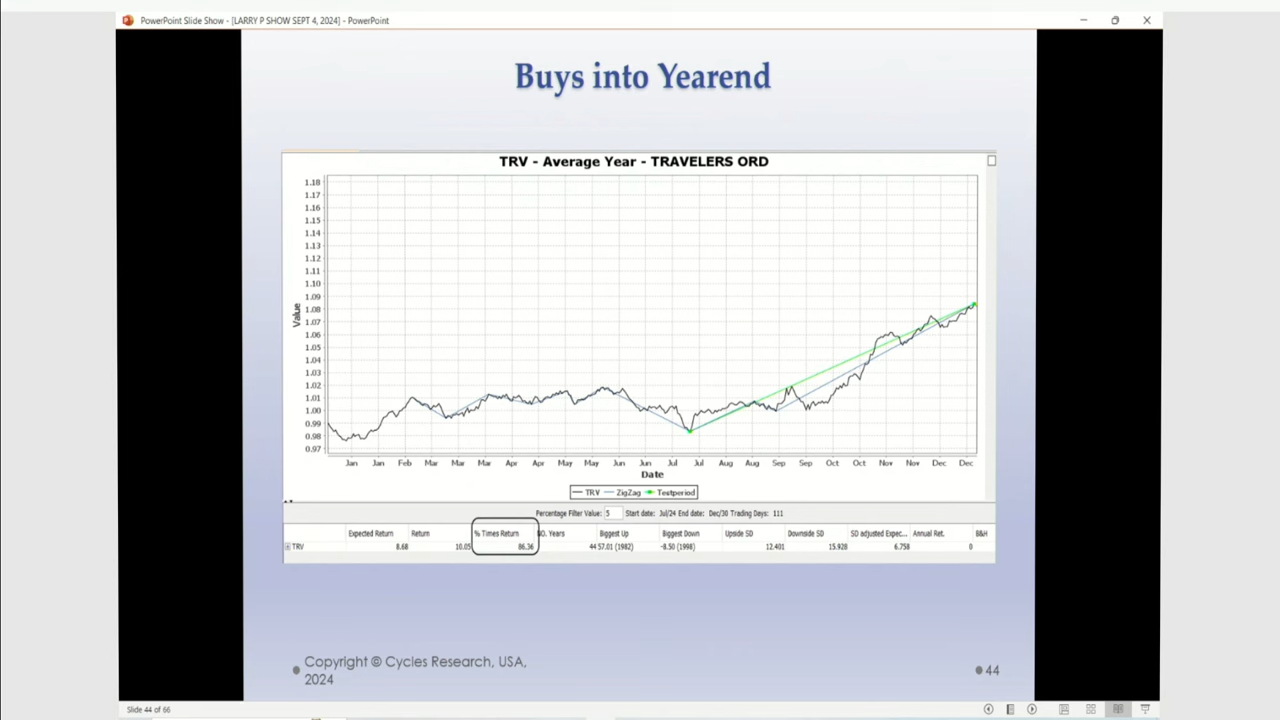 PowerPoint Slide Show - [LARRY P SHOW SEPT 4, 2024] - PowerPoint
Buys into Yearend
TRV - Average Year - TRAVELERS ORD
1.18
1.17
1.16
1.15
1.14
1.13
1.12
1.11
1.10
1.09
1.08
1.07
1.06
1.05
1.04
1.03
1.02
1.01
1.00
0.99
0.98
0.97
Value
Jan Jan Feb Mar Mar Mar Apr Apr May May Jun Jun Jul Jul Aug Aug Sep Sep Oct Oct Nov Nov Dec Dec
Date
TRV ZigZag Testperiod
Percentage Filter Value: 5 Start date: Jul/24 End date: Dec/30 Trading Days: 111
Expected Return Return % Times Return NO. Years Biggest Up Biggest Down Upside SD Downside SD SD adjusted Expec... Annual Ret. B&H
TRV 8.68 10.05 86.36 44 57.01 (1982) -8.50 (1998) 12.401 15.928 6.758 0
Copyright © Cycles Research, USA,
2024
44
Slide 44 of 66